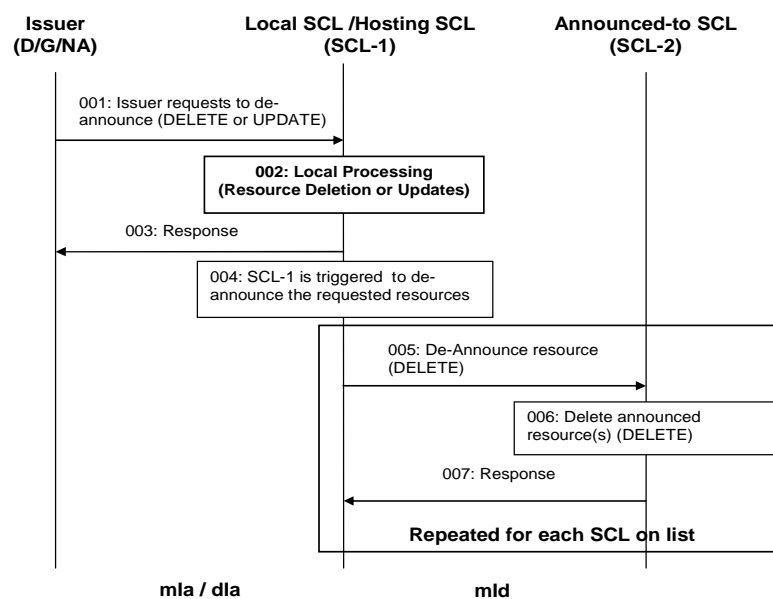 Issuer
(D/G/NA)
Local SCL /Hosting SCL
(SCL-1)
Announced-to SCL
(SCL-2)
001: Issuer requests to de-
announce (DELETE or UPDATE)
002: Local Processing
(Resource Deletion or Updates)
003: Response
004: SCL-1 is triggered to de-
announce the requested resources
005: De-Announce resource
(DELETE)
006: Delete announced
resource(s) (DELETE)
007: Response
Repeated for each SCL on list
mIa / dIa
mId